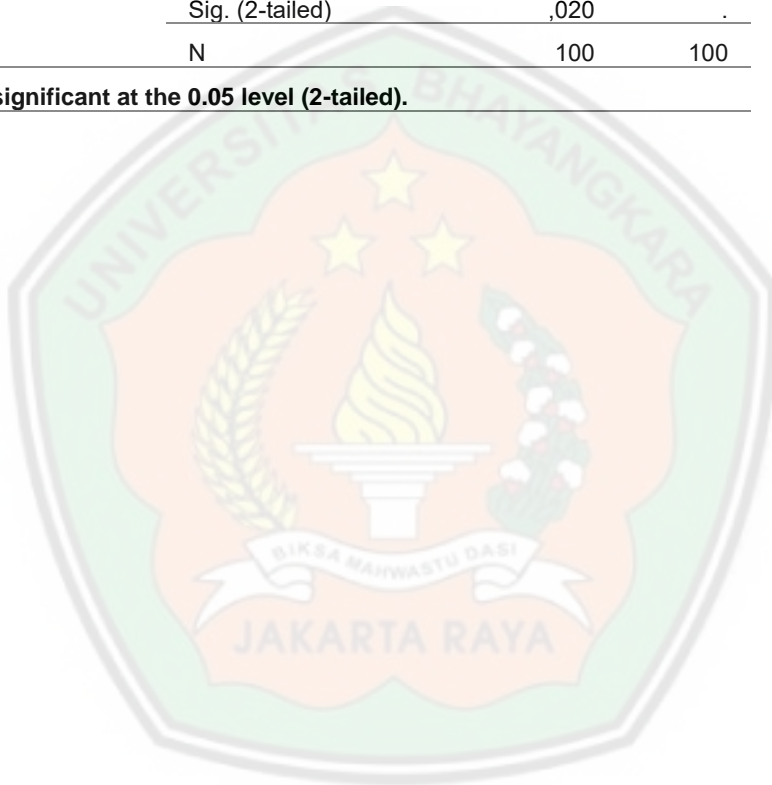 Sig. (2-tailed) ,020 .
N 100 100
significant at the 0.05 level (2-tailed).
UNIVERSITAS BHAYANGKARA
BIKSA MAHWASTU DASI
JAKARTA RAYA